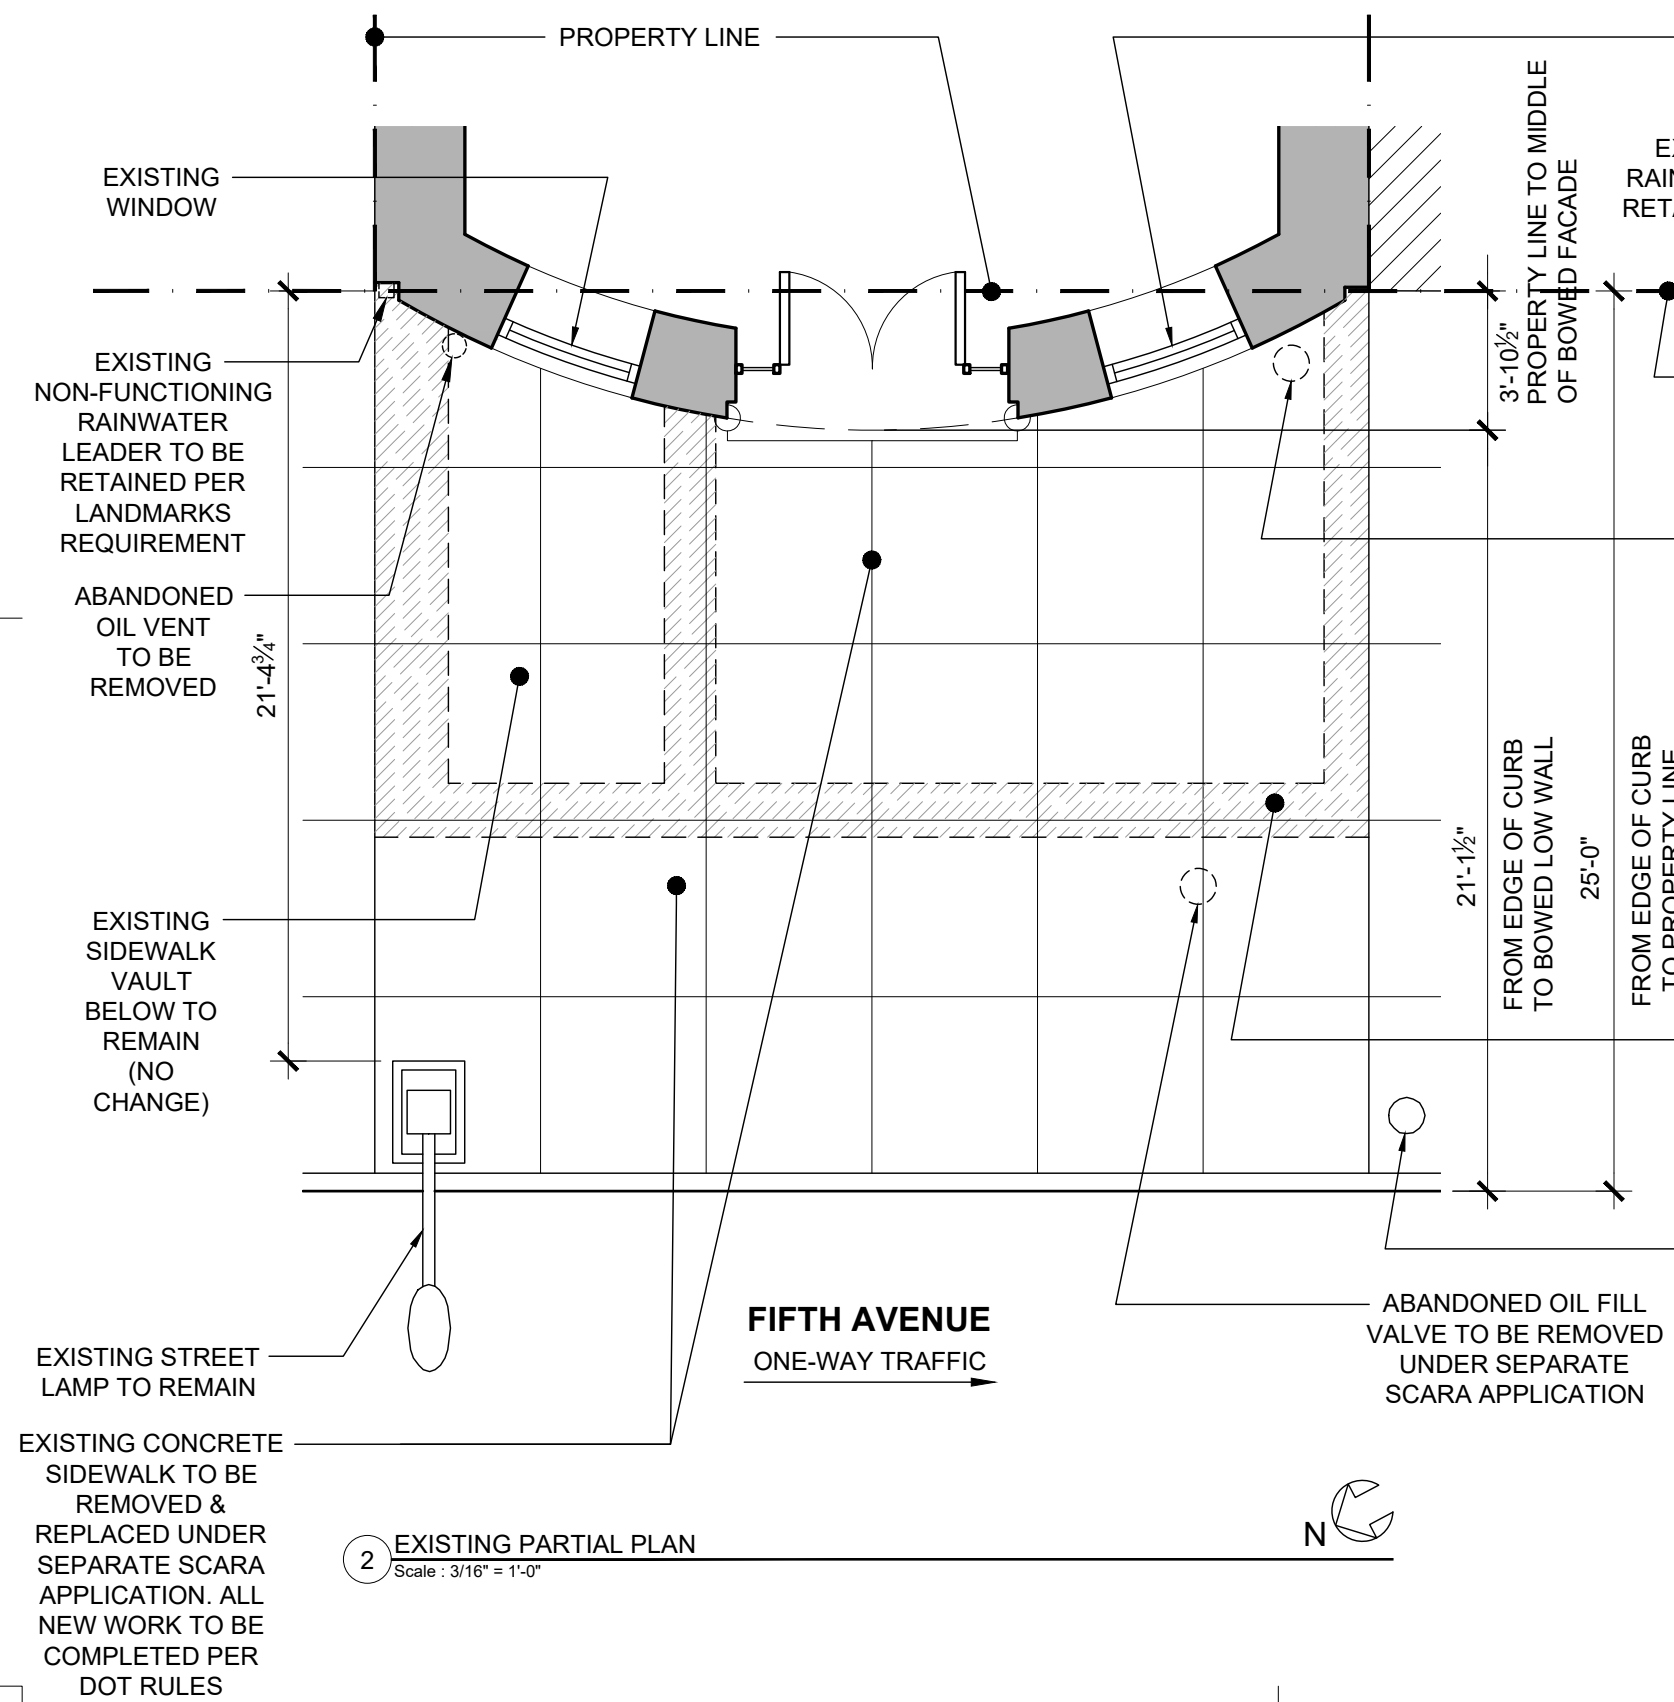 PROPERTY LINE
EXISTING
WINDOW
3'-10½"
PROPERTY LINE TO MIDDLE
OF BOWED FACADE
EXISTING
NON-FUNCTIONING
RAINWATER
LEADER TO BE
RETAINED PER
LANDMARKS
REQUIREMENT
ABANDONED
OIL VENT
TO BE
REMOVED
21'-4¾"
EXISTING
SIDEWALK
VAULT
BELOW TO
REMAIN
(NO
CHANGE)
21'-1½"
FROM EDGE OF CURB
TO BOWED LOW WALL
25'-0"
FROM EDGE OF CURB
TO PROPERTY LINE
EXISTING STREET
LAMP TO REMAIN
FIFTH AVENUE
ONE-WAY TRAFFIC
ABANDONED OIL FILL
VALVE TO BE REMOVED
UNDER SEPARATE
SCARA APPLICATION
EXISTING CONCRETE
SIDEWALK TO BE
REMOVED &
REPLACED UNDER
SEPARATE SCARA
APPLICATION. ALL
NEW WORK TO BE
COMPLETED PER
DOT RULES
2
EXISTING PARTIAL PLAN
Scale : 3/16" = 1'-0"
N